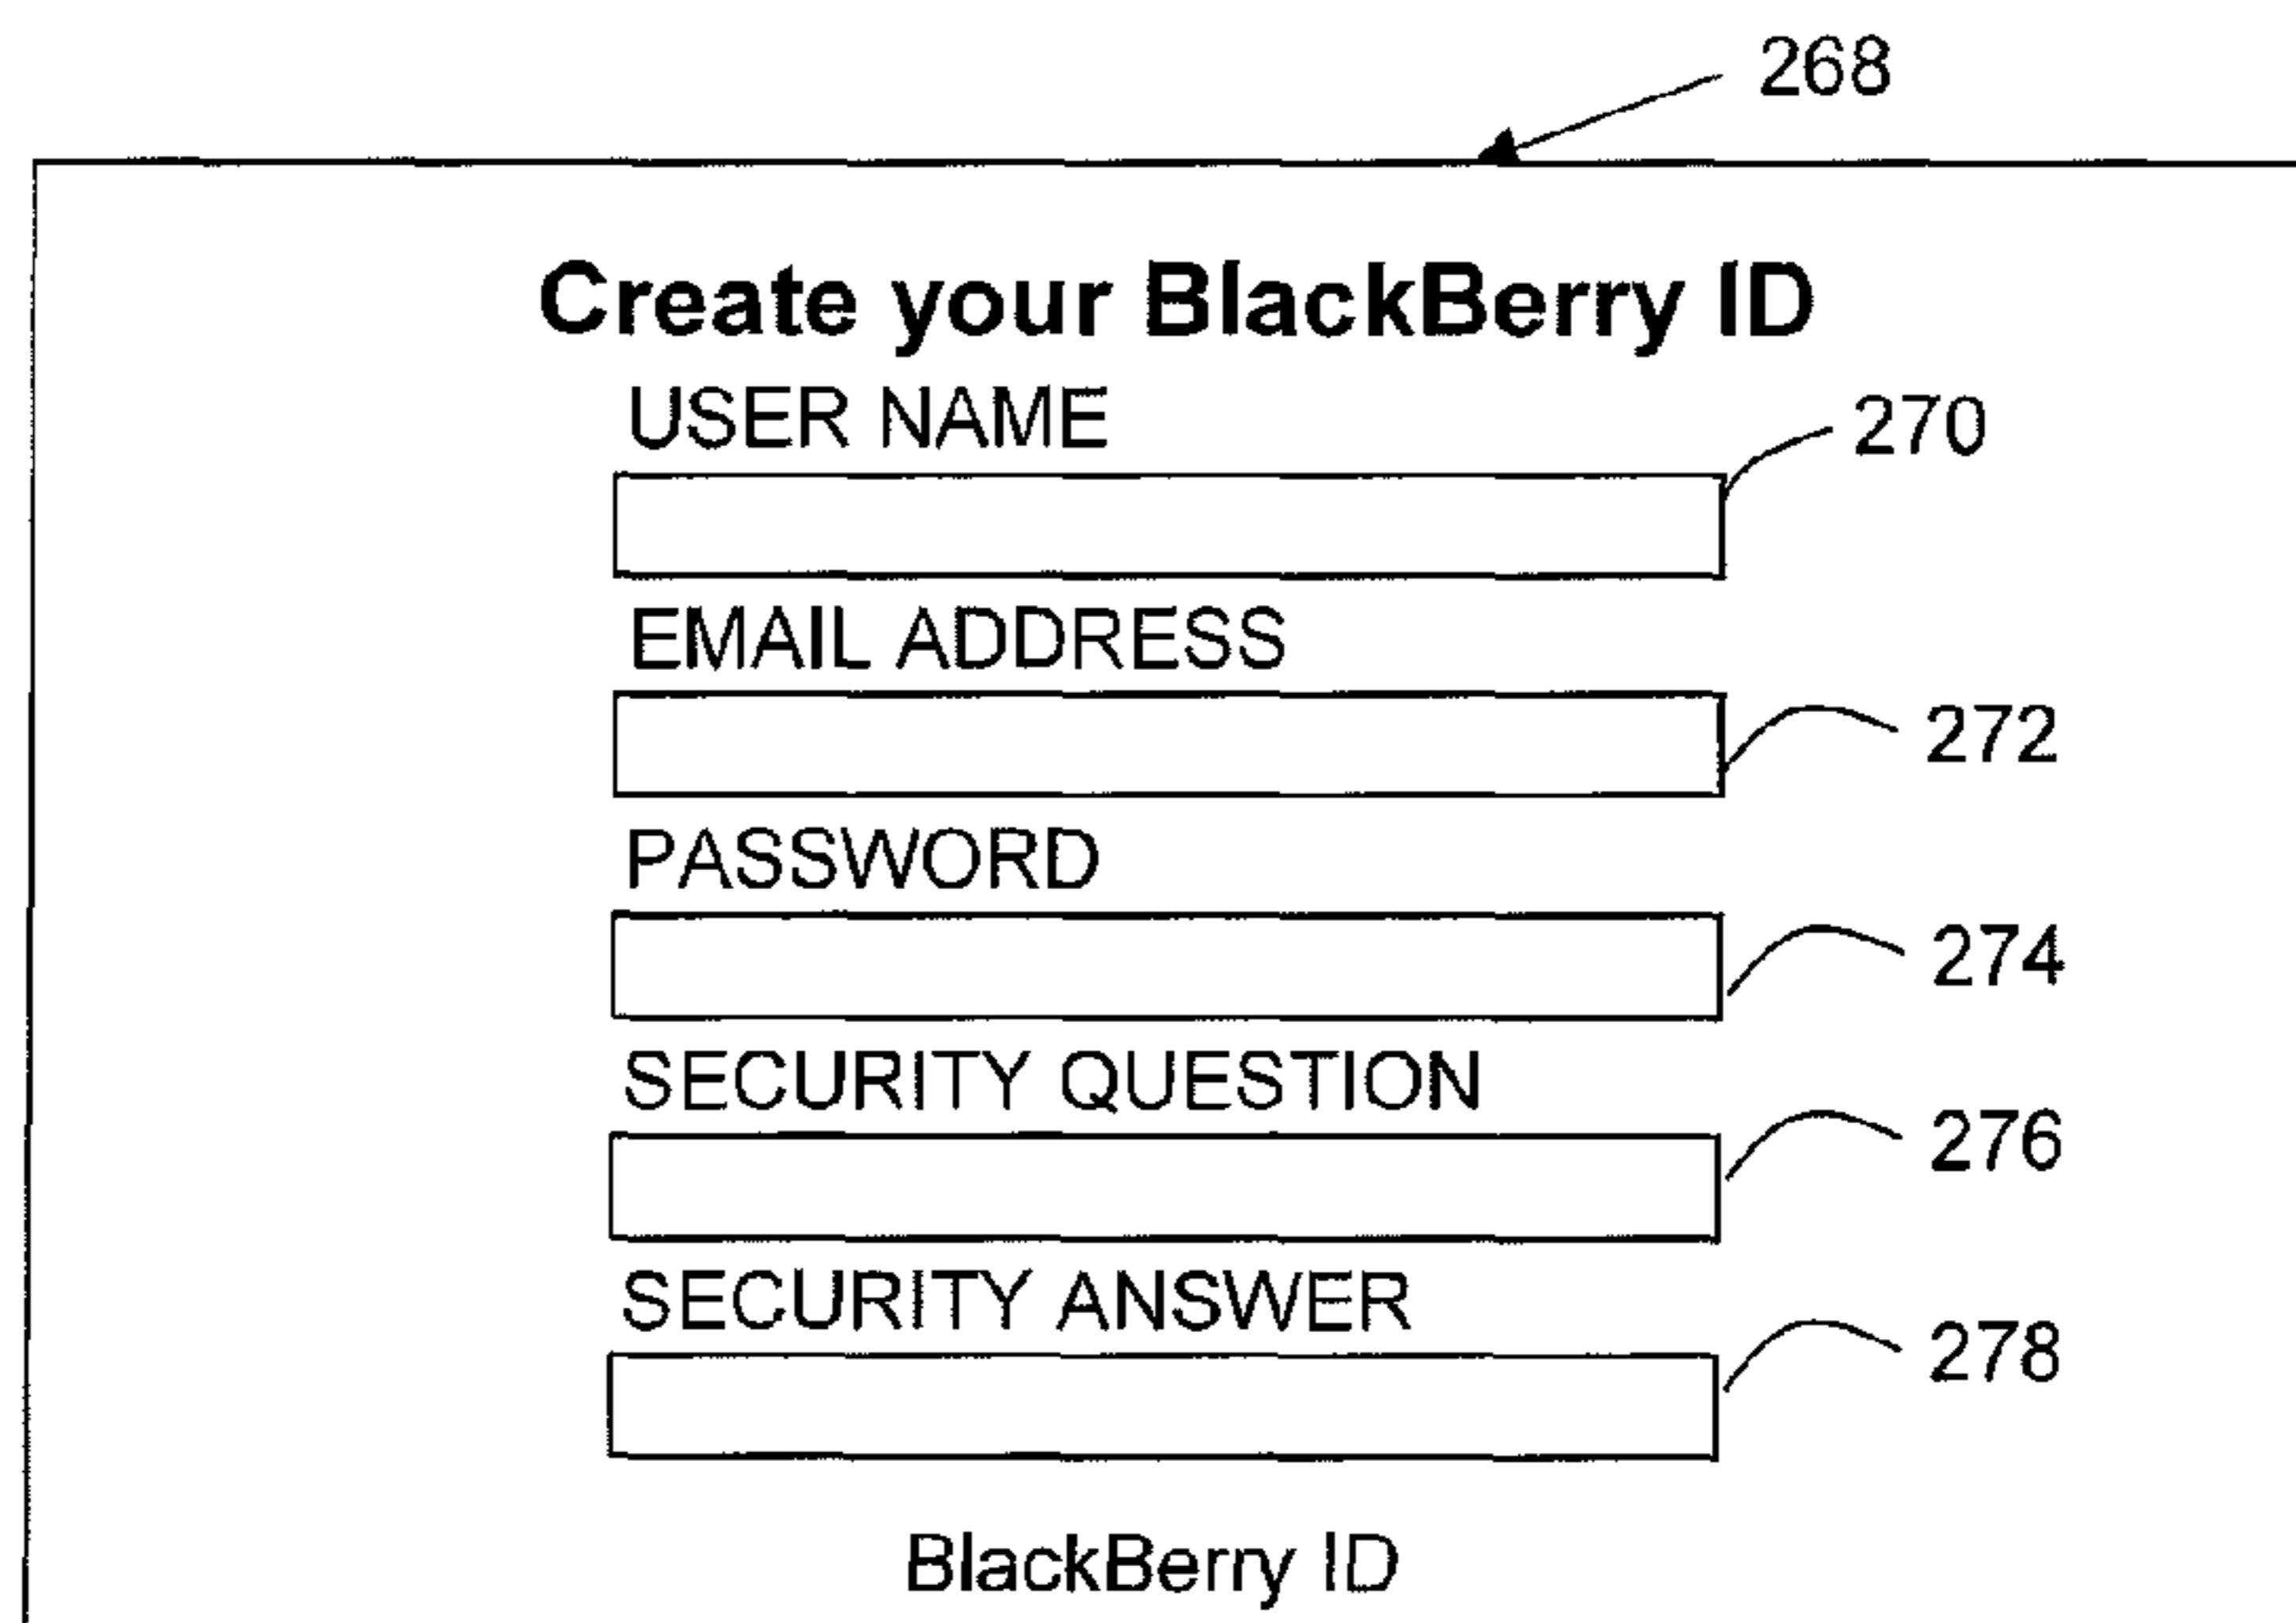 268
Create your BlackBerry ID
USER NAME
270
EMAIL ADDRESS
272
PASSWORD
274
SECURITY QUESTION
276
SECURITY ANSWER
278
BlackBerry ID